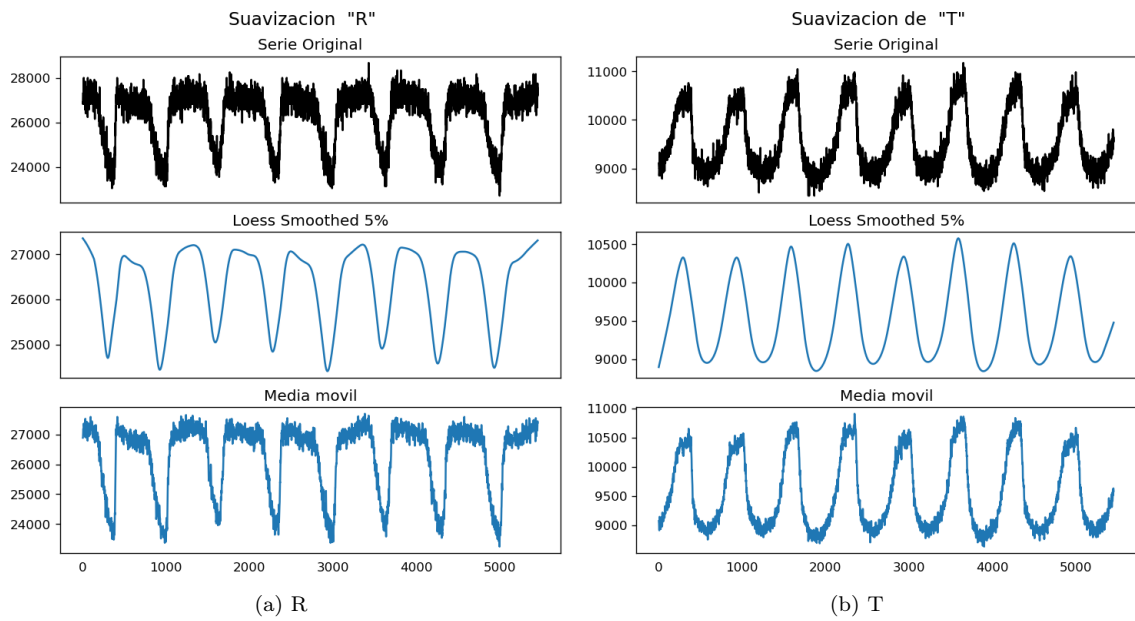 Suavizacion "R"
Serie Original
28000
26000
24000
Loess Smoothed 5%
27000
26000
25000
Media movil
27000
26000
25000
24000
0 1000 2000 3000 4000 5000
(a) R
Suavizacion de "T"
Serie Original
11000
10000
9000
Loess Smoothed 5%
10500
10000
9500
9000
Media movil
11000
10500
10000
9500
9000
0 1000 2000 3000 4000 5000
(b) T